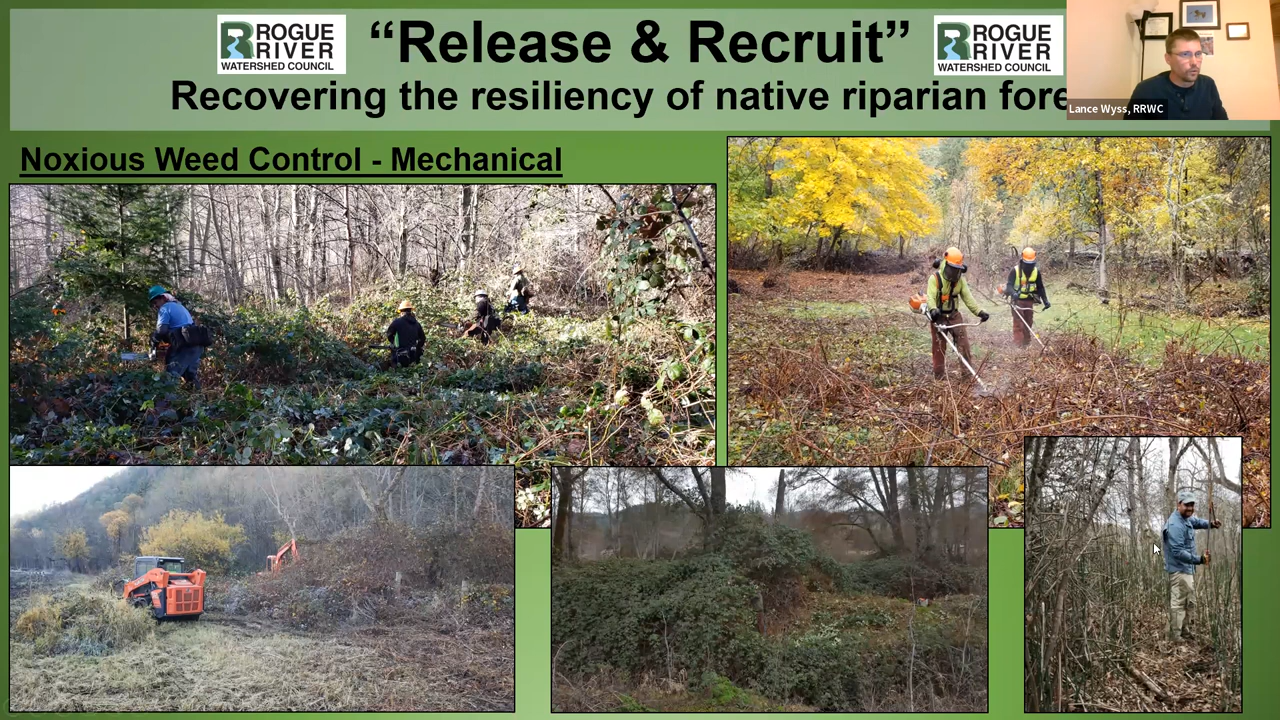 ROGUE
RIVER
WATERSHED COUNCIL
“Release & Recruit”
ROGUE
RIVER
WATERSHED COUNCIL
Recovering the resiliency of native riparian fore
Lance Wyss, RRWC
Noxious Weed Control - Mechanical